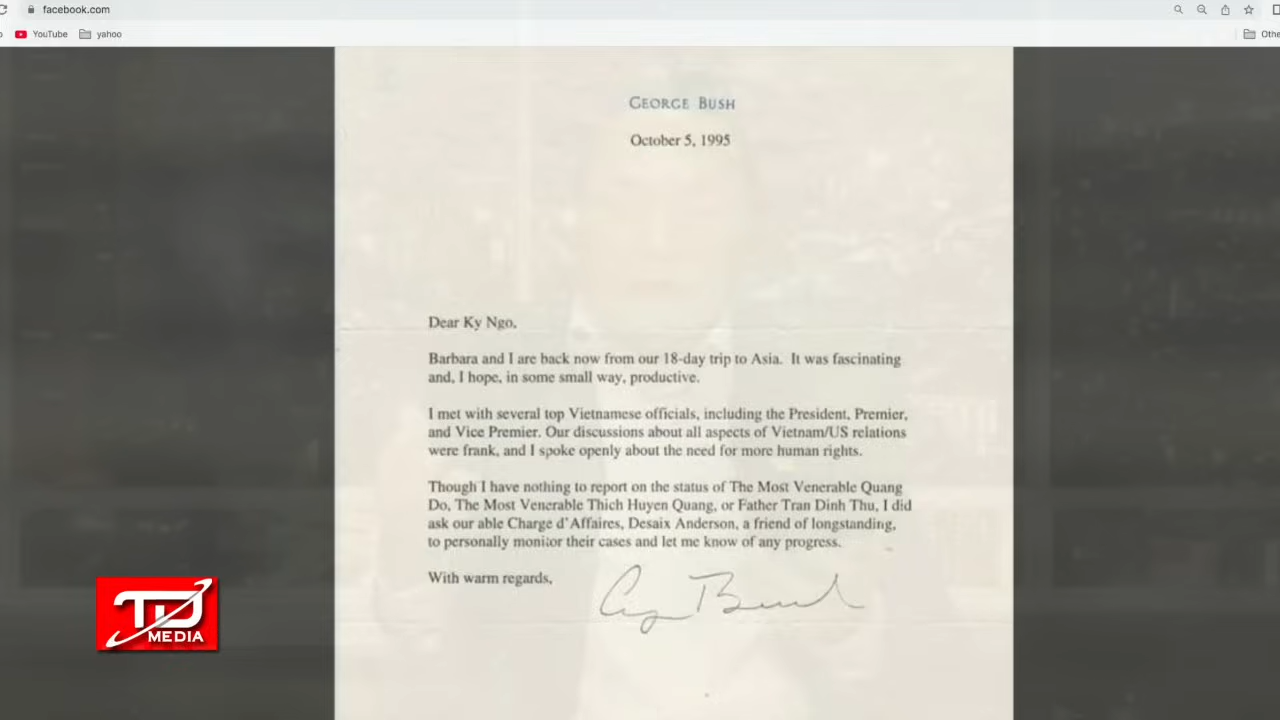 facebook.com
YouTube
yahoo
GEORGE BUSH
October 5, 1995
Dear Ky Ngo,
Barbara and I are back now from our 18-day trip to Asia. It was fascinating
and, I hope, in some small way, productive.
I met with several top Vietnamese officials, including the President, Premier,
and Vice Premier. Our discussions about all aspects of Vietnam/US relations
were frank, and I spoke openly about the need for more human rights.
Though I have nothing to report on the status of The Most Venerable Quang
Do, The Most Venerable Thich Huyen Quang, or Father Tran Dinh Thu, I did
ask our able Charge d'Affaires, Desaix Anderson, a friend of longstanding,
to personally monitor their cases and let me know of any progress.
With warm regards,
G Bush
TD
MEDIA